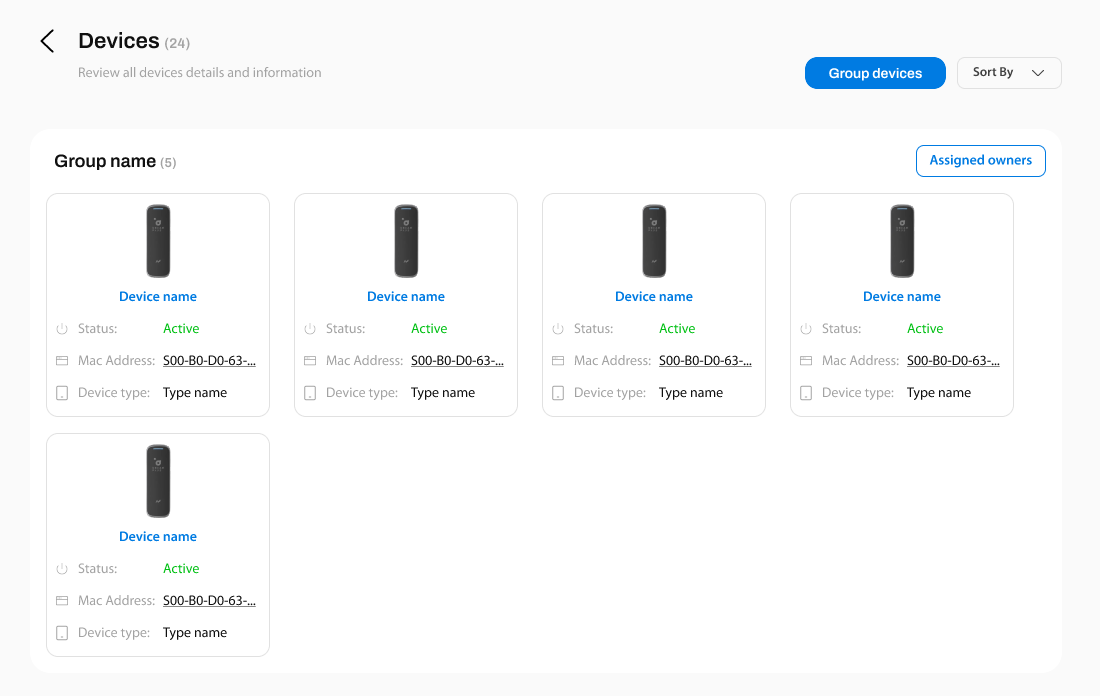 Devices (24)
Review all devices details and information
Group devices
Sort By
Group name (5)
Assigned owners
Device name
Status: Active
Mac Address: S00-B0-D0-63-...
Device type: Type name
Device name
Status: Active
Mac Address: S00-B0-D0-63-...
Device type: Type name
Device name
Status: Active
Mac Address: S00-B0-D0-63-...
Device type: Type name
Device name
Status: Active
Mac Address: S00-B0-D0-63-...
Device type: Type name
Device name
Status: Active
Mac Address: S00-B0-D0-63-...
Device type: Type name